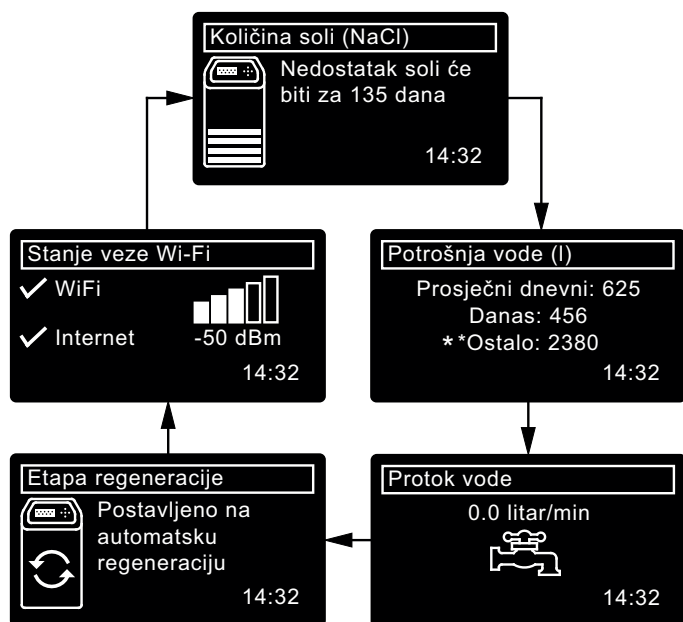 Količina soli (NaCl)
Nedostatak soli će
biti za 135 dana
14:32
Stanje veze Wi-Fi
WiFi
Internet
-50 dBm
14:32
Potrošnja vode (l)
Prosječni dnevni: 625
Danas: 456
* *Ostalo: 2380
14:32
Etapa regeneracije
Postavljeno na
automatsku
regeneraciju
14:32
Protok vode
0.0 litar/min
14:32